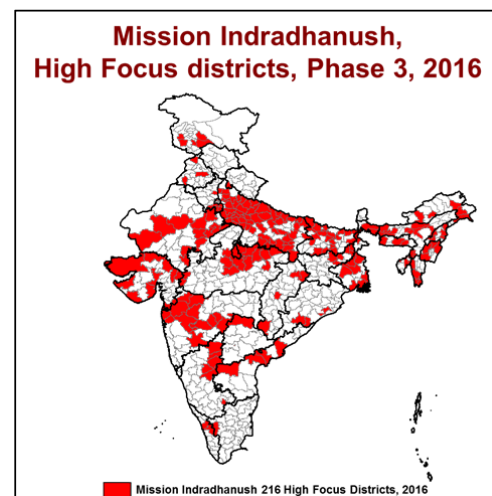 Mission Indradhanush,
High Focus districts, Phase 3, 2016
Mission Indradhanush 216 High Focus Districts, 2016